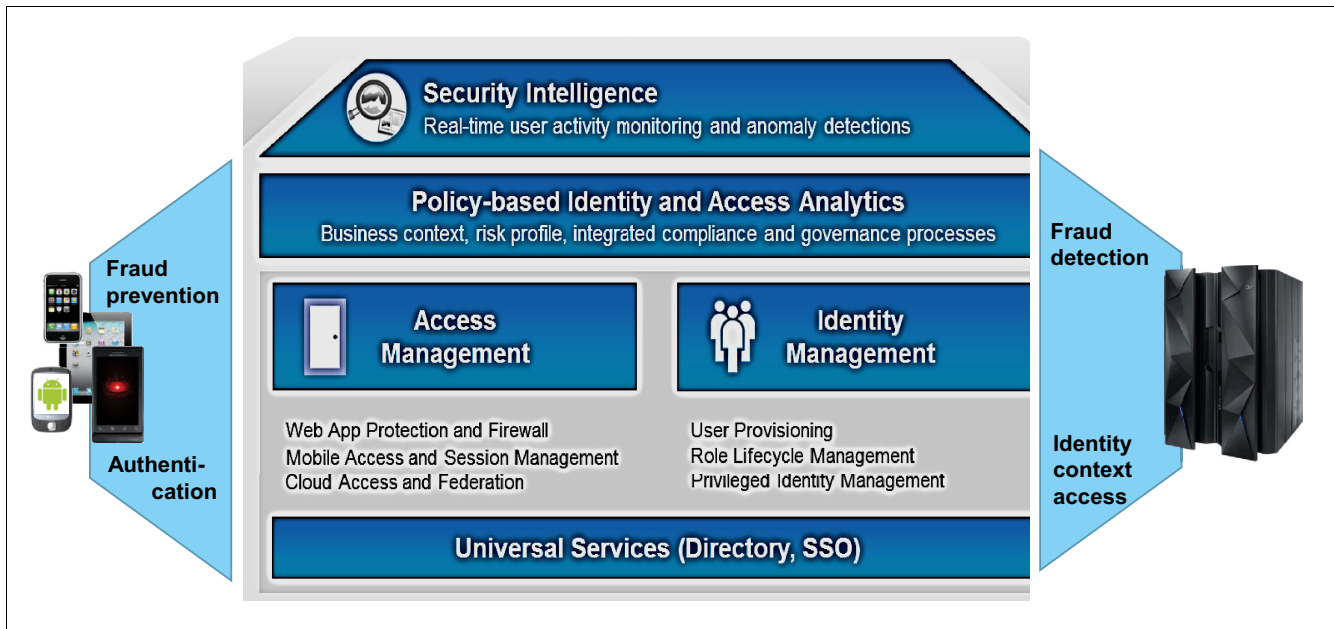 Security Intelligence
Real-time user activity monitoring and anomaly detections
Policy-based Identity and Access Analytics
Business context, risk profile, integrated compliance and governance processes
Fraud
prevention
Authenti-
cation
Access
Management
Web App Protection and Firewall
Mobile Access and Session Management
Cloud Access and Federation
Identity
Management
User Provisioning
Role Lifecycle Management
Privileged Identity Management
Universal Services (Directory, SSO)
Fraud
detection
Identity
context
access